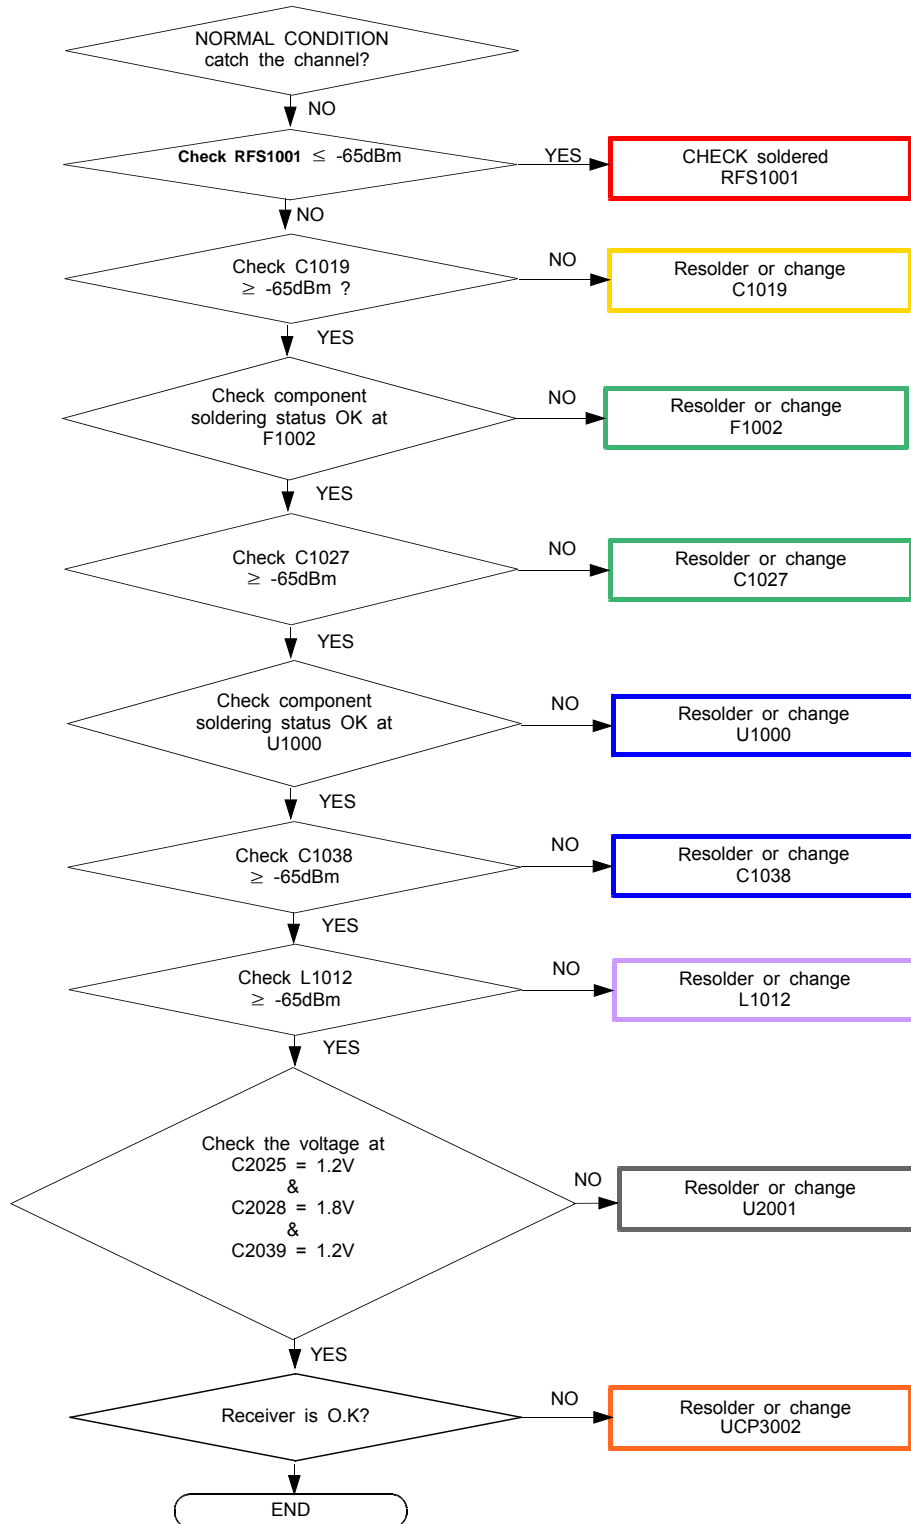 NORMAL CONDITION
catch the channel?
NO
Check RFS1001 ≤ -65dBm
YES
CHECK soldered
RFS1001
NO
Check C1019
≥ -65dBm ?
NO
Resolder or change
C1019
YES
Check component
soldering status OK at
F1002
NO
Resolder or change
F1002
YES
Check C1027
≥ -65dBm
NO
Resolder or change
C1027
YES
Check component
soldering status OK at
U1000
NO
Resolder or change
U1000
YES
Check C1038
≥ -65dBm
NO
Resolder or change
C1038
YES
Check L1012
≥ -65dBm
NO
Resolder or change
L1012
YES
Check the voltage at
C2025 = 1.2V
&
C2028 = 1.8V
&
C2039 = 1.2V
NO
Resolder or change
U2001
YES
Receiver is O.K?
NO
Resolder or change
UCP3002
END